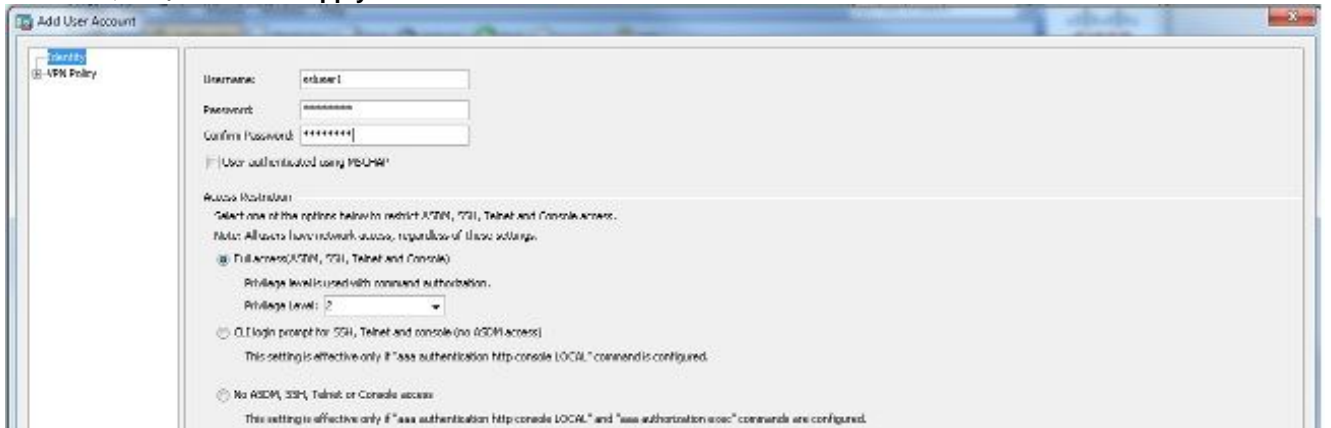 Add User Account
Identity
VPN Policy
Username:
Password:
********
Confirm Password:
********
User authenticated using MSCHAP
Access Restriction
Select one of the options below to restrict ASDM, SSH, Telnet and Console access.
Note: All users have network access, regardless of these settings.
Full access(ASDM, SSH, Telnet and Console)
Privilege level is used with command authorization.
Privilege Level: 2
CLI login prompt for SSH, Telnet and console (no ASDM access)
This setting is effective only if "aaa authentication http console LOCAL" command is configured.
No ASDM, SSH, Telnet or Console access
This setting is effective only if "aaa authentication http console LOCAL" and "aaa authorization exec" commands are configured.